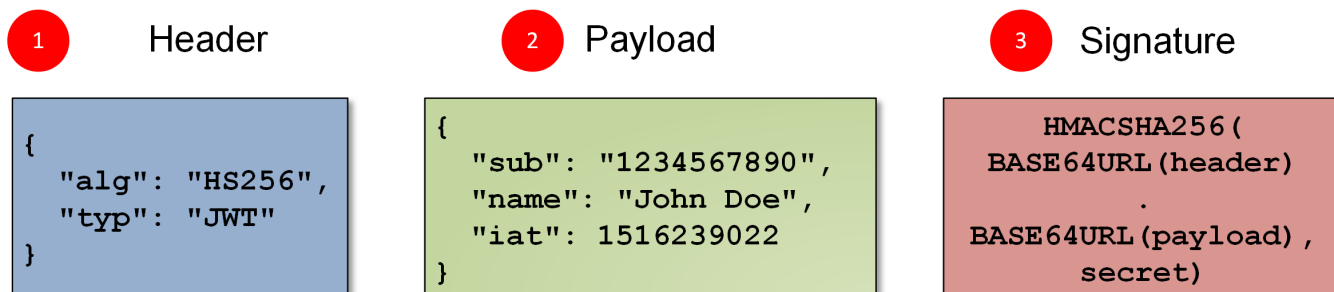 1 Header
{
  "alg": "HS256",
  "typ": "JWT"
}
2 Payload
{
  "sub": "1234567890",
  "name": "John Doe",
  "iat": 1516239022
}
3 Signature
HMACSHA256(
BASE64URL(header)
.
BASE64URL(payload),
secret)